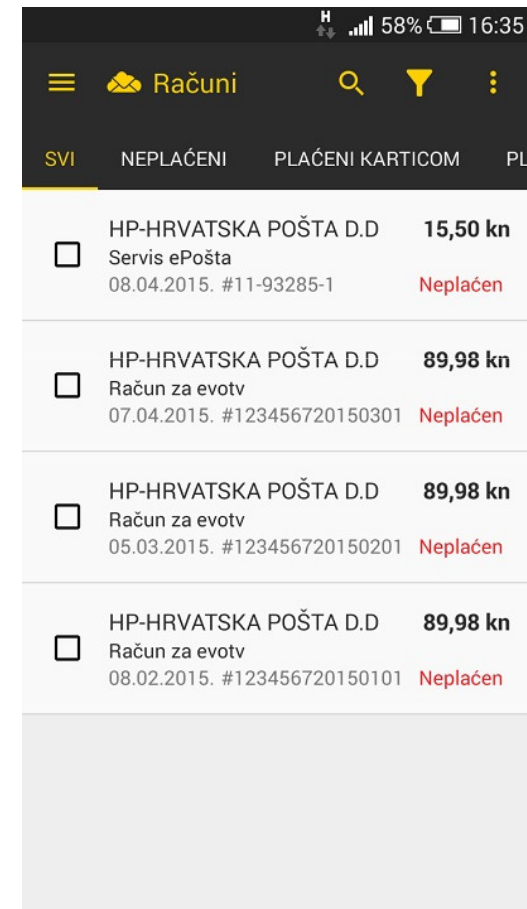 H 58% 16:35
Računi
SVI NEPLAĆENI PLAĆENI KARTICOM PL
HP-HRVATSKA POŠTA D.D 15,50 kn
Servis ePošta
08.04.2015. #11-93285-1 Neplaćen
HP-HRVATSKA POŠTA D.D 89,98 kn
Račun za evotv
07.04.2015. #123456720150301 Neplaćen
HP-HRVATSKA POŠTA D.D 89,98 kn
Račun za evotv
05.03.2015. #123456720150201 Neplaćen
HP-HRVATSKA POŠTA D.D 89,98 kn
Račun za evotv
08.02.2015. #123456720150101 Neplaćen